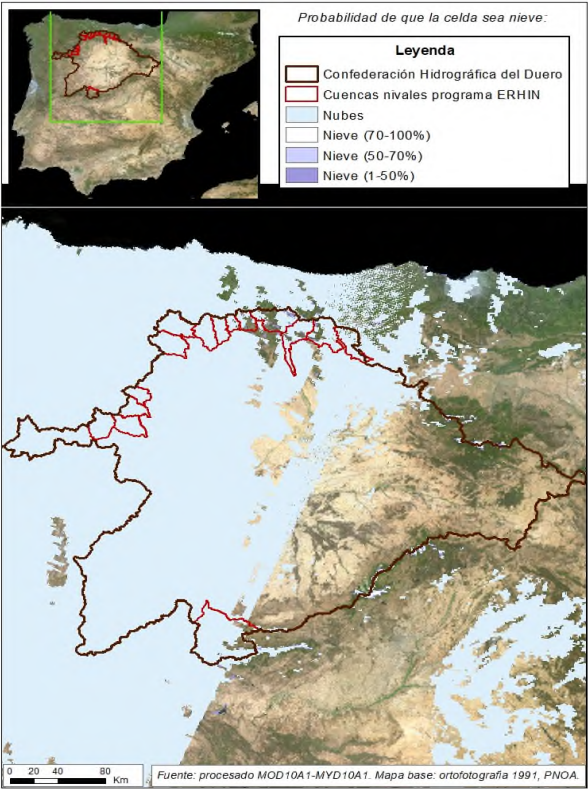 Probabilidad de que la celda sea nieve:
Leyenda
Confederación Hidrográfica del Duero
Cuencas nivales programa ERHIN
Nubes
Nieve (70-100%)
Nieve (50-70%)
Nieve (1-50%)
0 20 40 80
Km
Fuente: procesado MOD10A1-MYD10A1. Mapa base: ortofotografía 1991, PNOA.